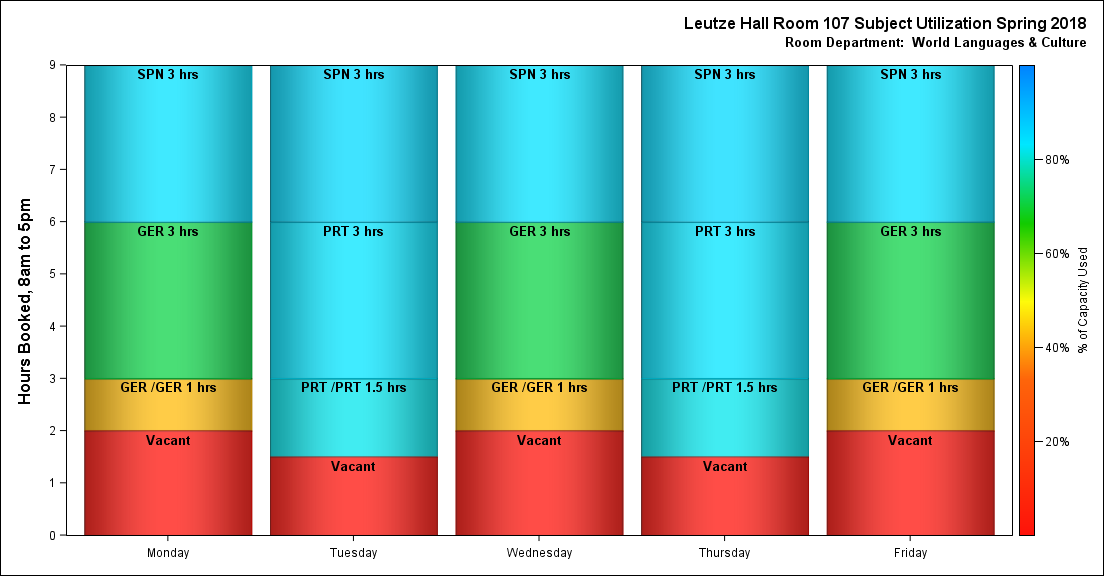 Leutze Hall Room 107 Subject Utilization Spring 2018
Room Department: World Languages & Culture
Hours Booked, 8am to 5pm
9
8
7
6
5
4
3
2
1
0
SPN 3 hrs
GER 3 hrs
GER /GER 1 hrs
Vacant
Monday
SPN 3 hrs
PRT 3 hrs
PRT /PRT 1.5 hrs
Vacant
Tuesday
SPN 3 hrs
GER 3 hrs
GER /GER 1 hrs
Vacant
Wednesday
SPN 3 hrs
PRT 3 hrs
PRT /PRT 1.5 hrs
Vacant
Thursday
SPN 3 hrs
GER 3 hrs
GER /GER 1 hrs
Vacant
Friday
80%
60%
40%
20%
% of Capacity Used